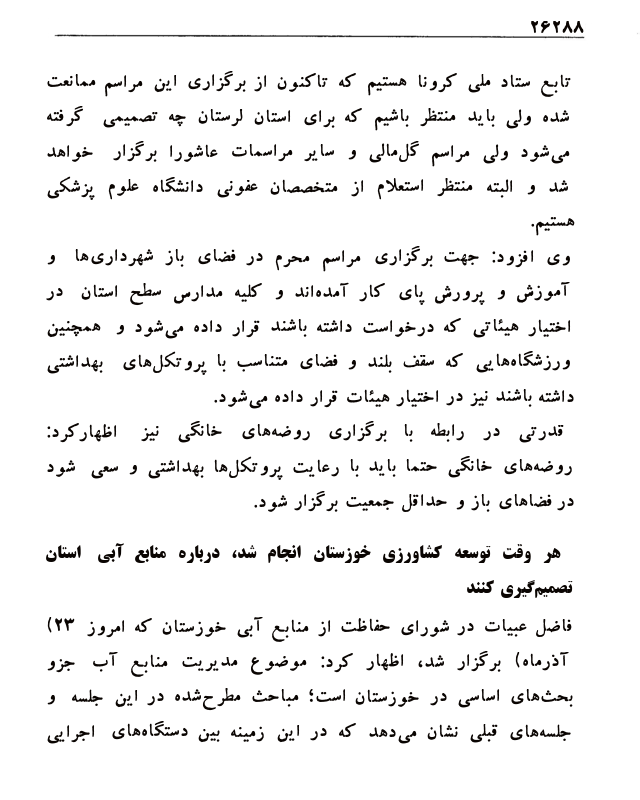 ۲۶۲۸۸
تابع ستاد ملی کرونا هستیم که تاکنون از برگزاری این مراسم ممانعت
شده ولی باید منتظر باشیم که برای استان لرستان چه تصمیمی گرفته
می‌شود ولی مراسم گل‌مالی و سایر مراسمات عاشورا برگزار خواهد
شد و البته منتظر استعلام از متخصصان عفونی دانشگاه علوم پزشکی
هستیم.
وی افزود: جهت برگزاری مراسم محرم در فضای باز شهرداری‌ها و
آموزش و پرورش پای کار آمده‌اند و کلیه مدارس سطح استان در
اختیار هیئاتی که درخواست داشته باشند قرار داده می‌شود و همچنین
ورزشگاه‌هایی که سقف بلند و فضای متناسب با پروتکل‌های بهداشتی
داشته باشند نیز در اختیار هیئات قرار داده می‌شود.
قدرتی در رابطه با برگزاری روضه‌های خانگی نیز اظهارکرد:
روضه‌های خانگی حتما باید با رعایت پروتکل‌ها بهداشتی و سعی شود
در فضاهای باز و حداقل جمعیت برگزار شود.
هر وقت توسعه کشاورزی خوزستان انجام شد، درباره منابع آبی استان
تصمیم‌گیری کنند
فاضل عبیات در شورای حفاظت از منابع آبی خوزستان که امروز ۲۳)
آذرماه) برگزار شد، اظهار کرد: موضوع مدیریت منابع آب جزو
بحث‌های اساسی در خوزستان است؛ مباحث مطرح‌شده در این جلسه و
جلسه‌های قبلی نشان می‌دهد که در این زمینه بین دستگاه‌های اجرایی